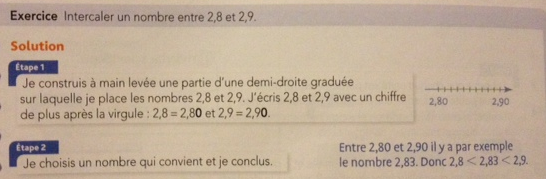 Exercice Intercaler un nombre entre 2,8 et 2,9.
Solution
Étape 1
Je construis à main levée une partie d'une demi-droite graduée
sur laquelle je place les nombres 2,8 et 2,9. J'écris 2,8 et 2,9 avec un chiffre
de plus après la virgule : 2,8 = 2,80 et 2,9 = 2,90.
2,80 2,90
Étape 2
Je choisis un nombre qui convient et je conclus.
Entre 2,80 et 2,90 il y a par exemple
le nombre 2,83. Donc 2,8 < 2,83 < 2,9.